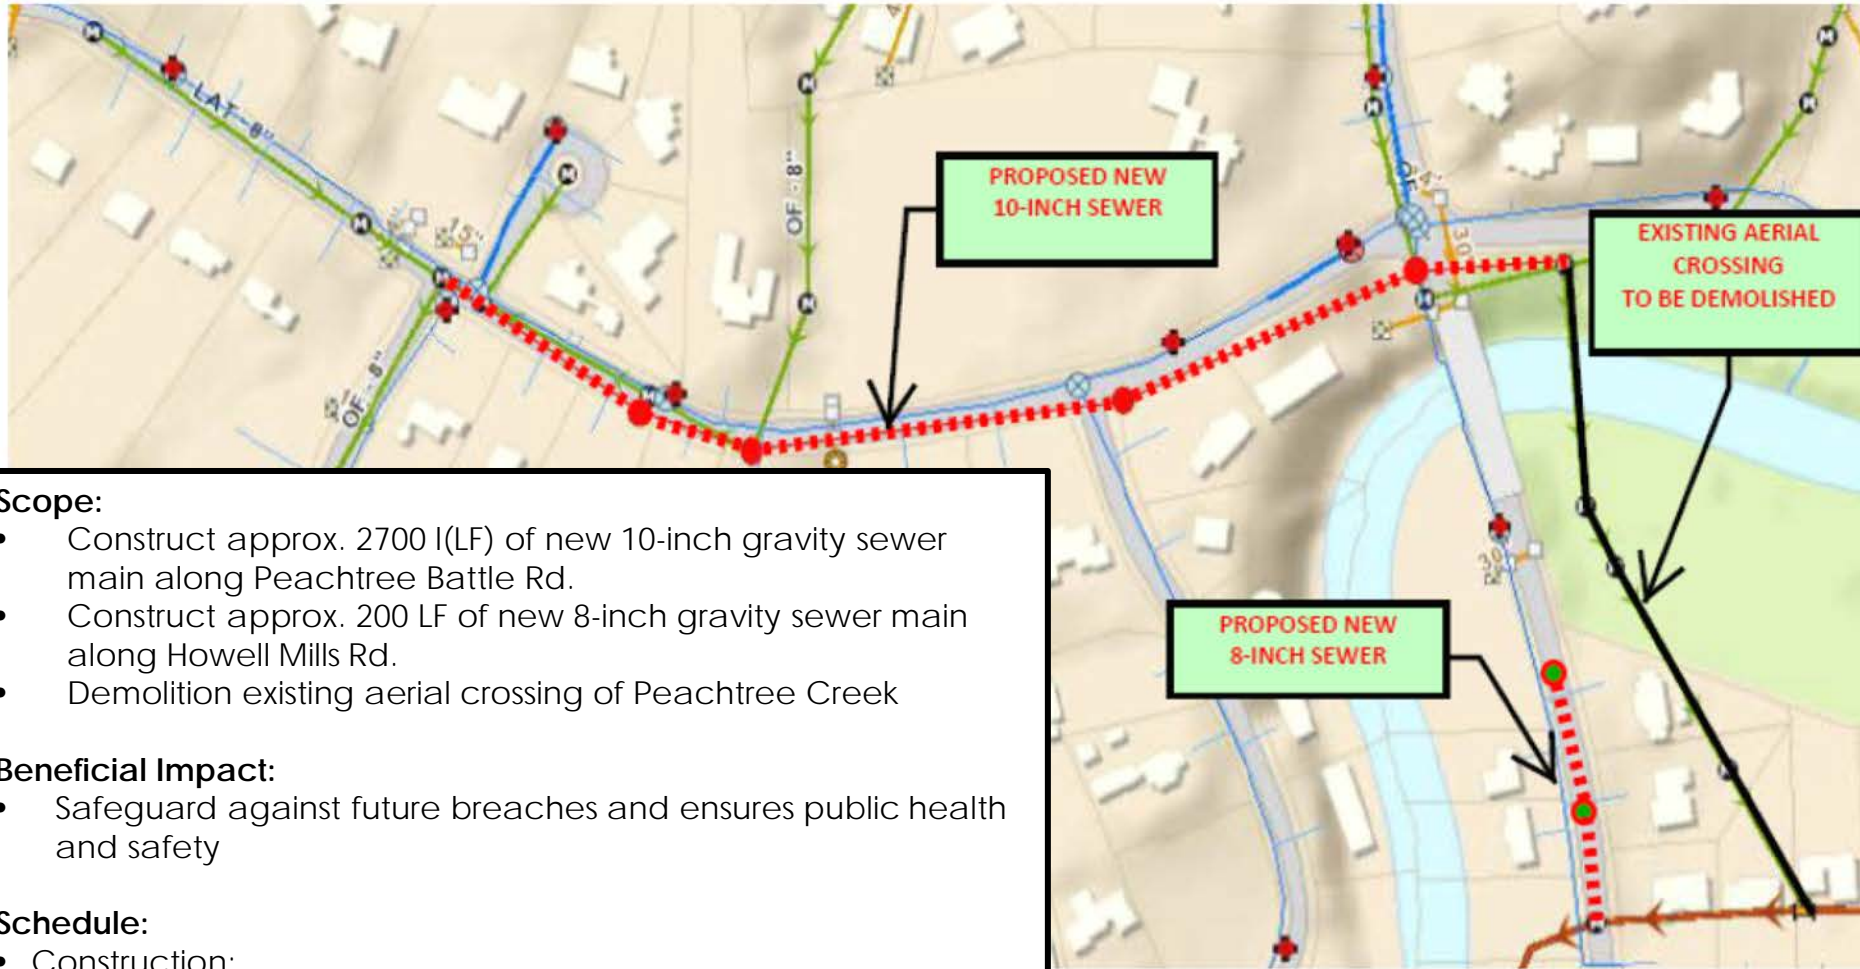 LAT - 8"
15"
OF - 8"
OF - 8"
PROPOSED NEW
10-INCH SEWER
30
EXISTING AERIAL
CROSSING
TO BE DEMOLISHED
PROPOSED NEW
8-INCH SEWER
Scope:
• Construct approx. 2700 l(LF) of new 10-inch gravity sewer
main along Peachtree Battle Rd.
• Construct approx. 200 LF of new 8-inch gravity sewer main
along Howell Mills Rd.
• Demolition existing aerial crossing of Peachtree Creek
Beneficial Impact:
• Safeguard against future breaches and ensures public health
and safety
Schedule:
• Construction: